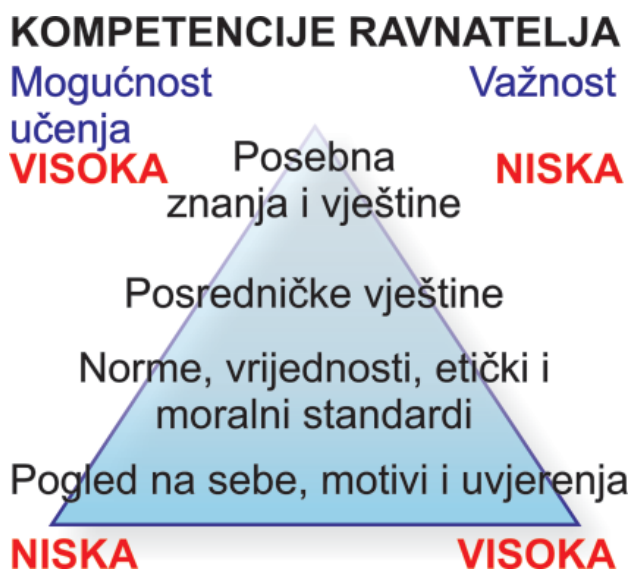 KOMPETENCIJE RAVNATELJA
Mogućnost
učenja
VISOKA
Važnost
NISKA
Posebna
znanja i vještine
Posredničke vještine
Norme, vrijednosti, etički i
moralni standardi
Pogled na sebe, motivi i uvjerenja
NISKA
VISOKA